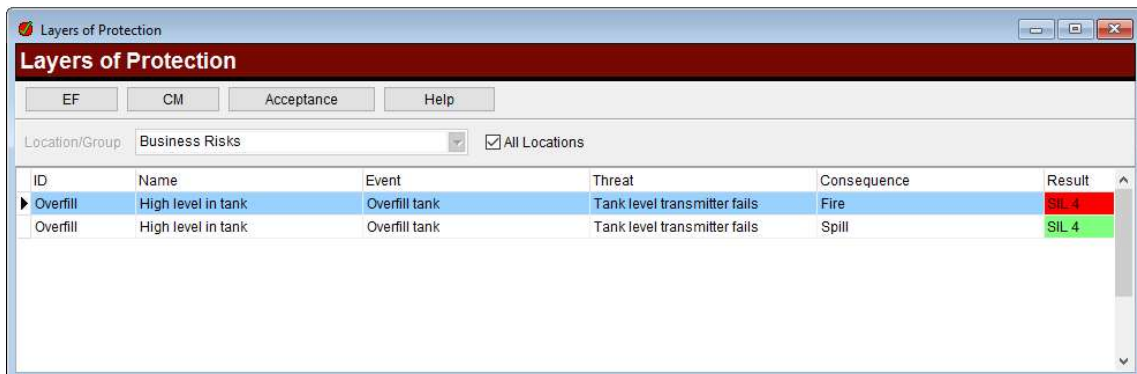 Layers of Protection
Layers of Protection
EF CM Acceptance Help
Location/Group Business Risks All Locations
ID Name Event Threat Consequence Result
Overfill High level in tank Overfill tank Tank level transmitter fails Fire SIL 4
Overfill High level in tank Overfill tank Tank level transmitter fails Spill SIL 4